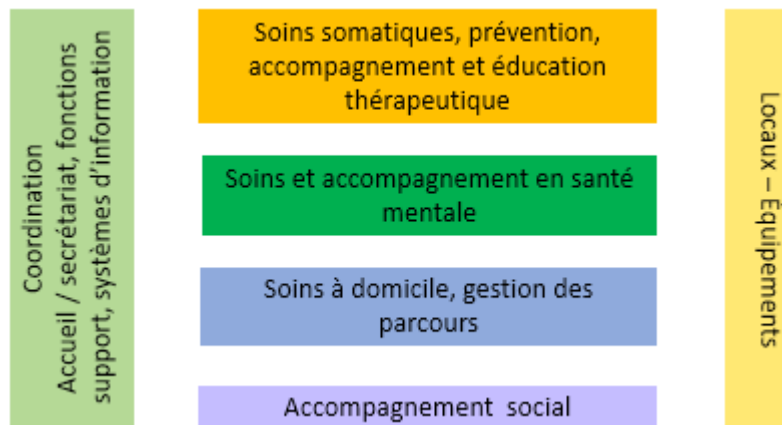 Coordination
Accueil / secrétariat, fonctions
support, systèmes d’information
Soins somatiques, prévention,
accompagnement et éducation
thérapeutique
Soins et accompagnement en santé
mentale
Soins à domicile, gestion des
parcours
Accompagnement social
Locaux – Équipements